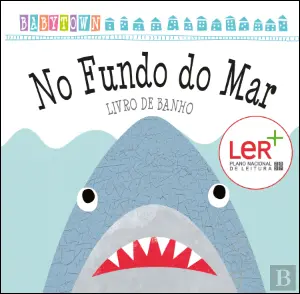 BABYTOWN
No Fundo do Mar
LIVRO DE BANHO
LeR+
PLANO NACIONAL
DE LEITURA
B